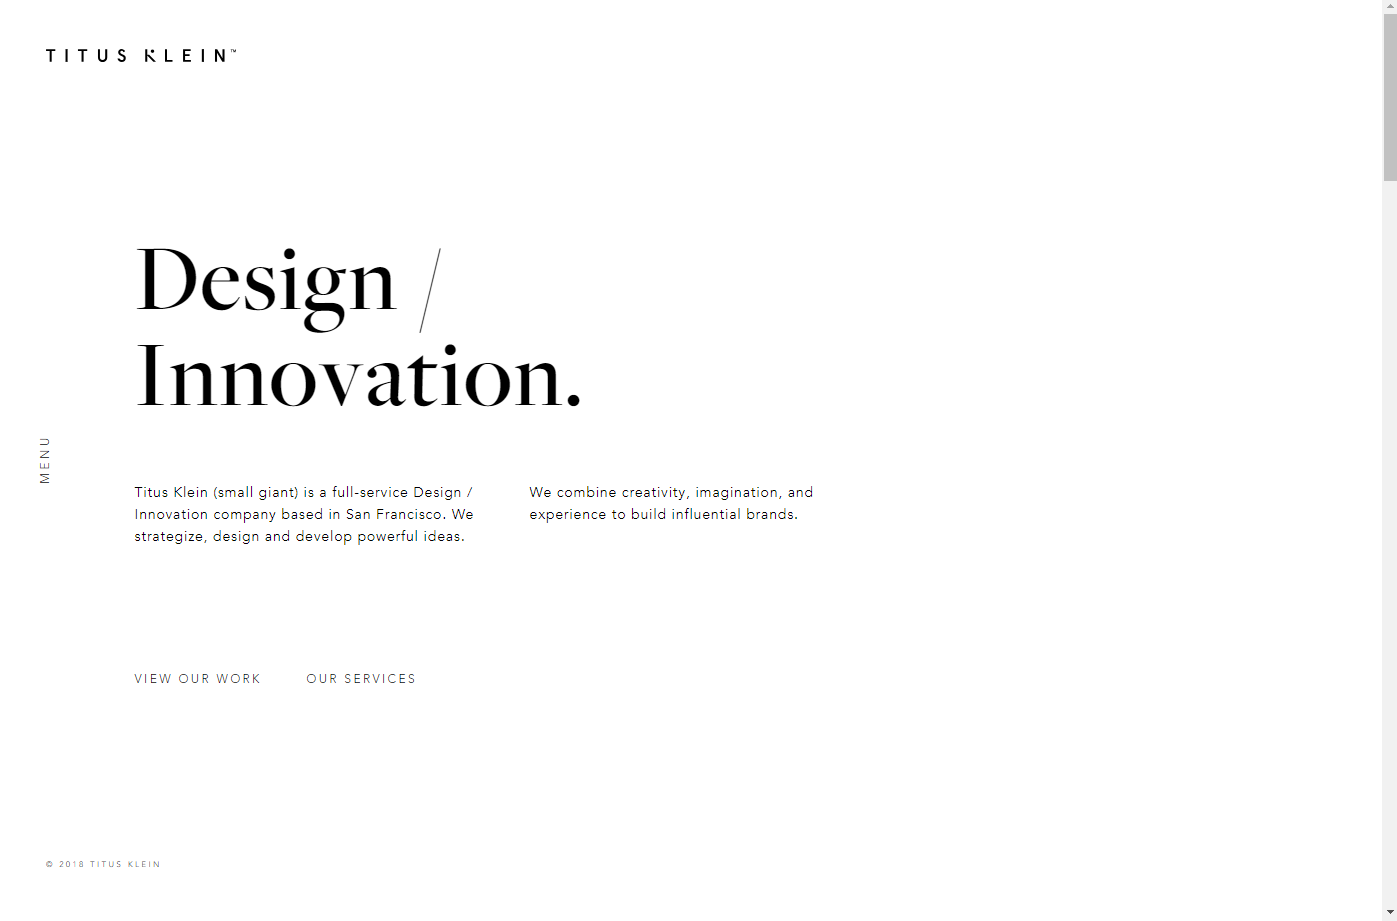 TITUS KLEIN™
Design /
Innovation.
MENU
Titus Klein (small giant) is a full-service Design /
Innovation company based in San Francisco. We
strategize, design and develop powerful ideas.
We combine creativity, imagination, and
experience to build influential brands.
VIEW OUR WORK
OUR SERVICES
© 2018 TITUS KLEIN